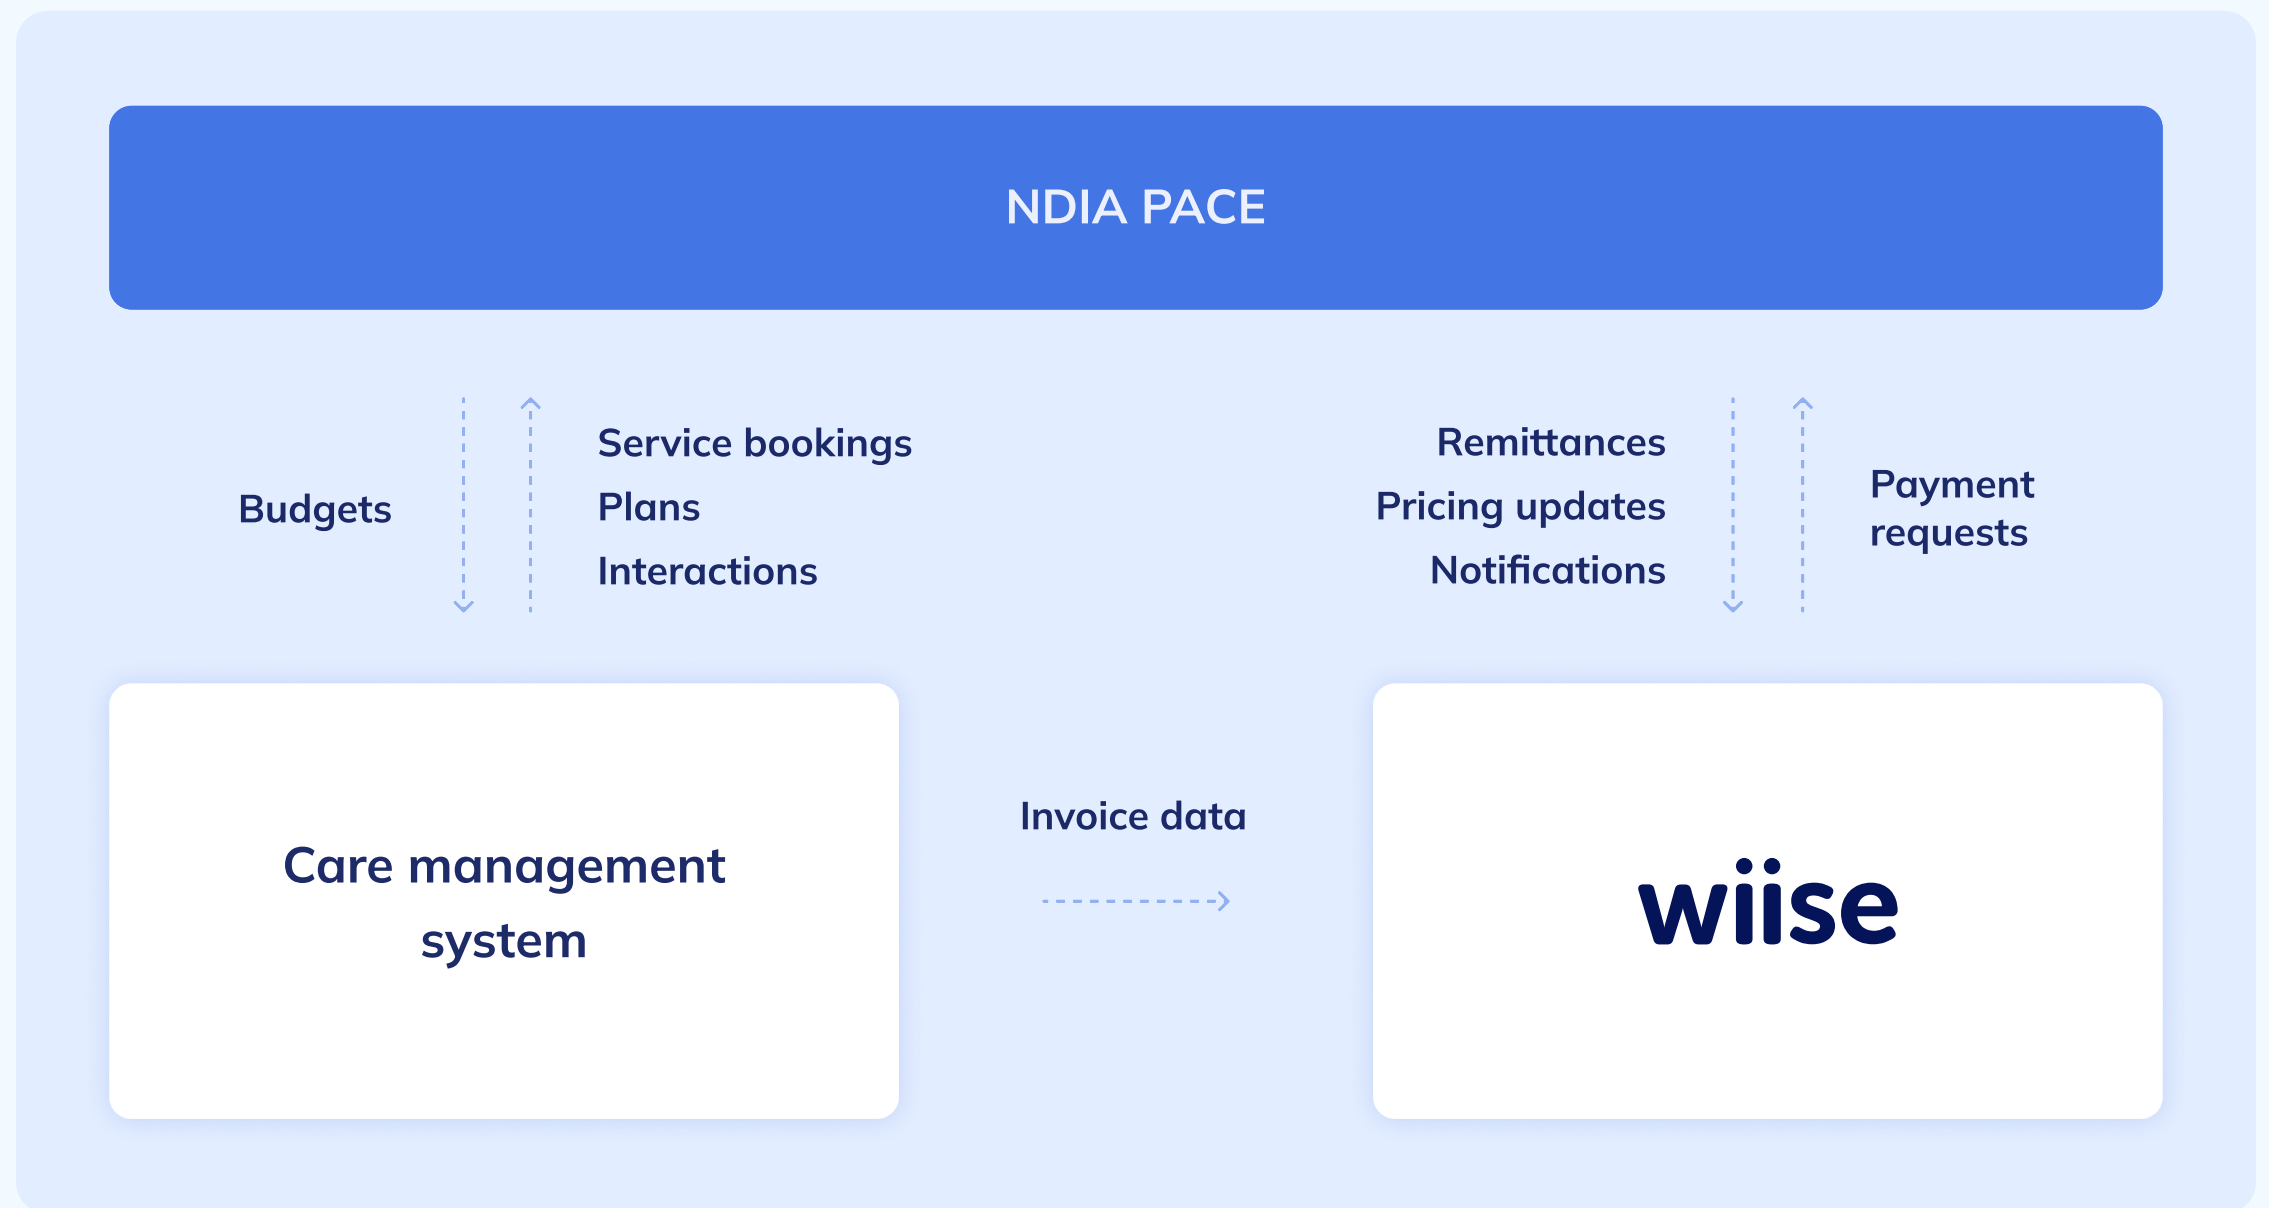 NDIA PACE
Budgets
Service bookings
Plans
Interactions
Remittances
Pricing updates
Notifications
Payment
requests
Care management
system
Invoice data
wiise